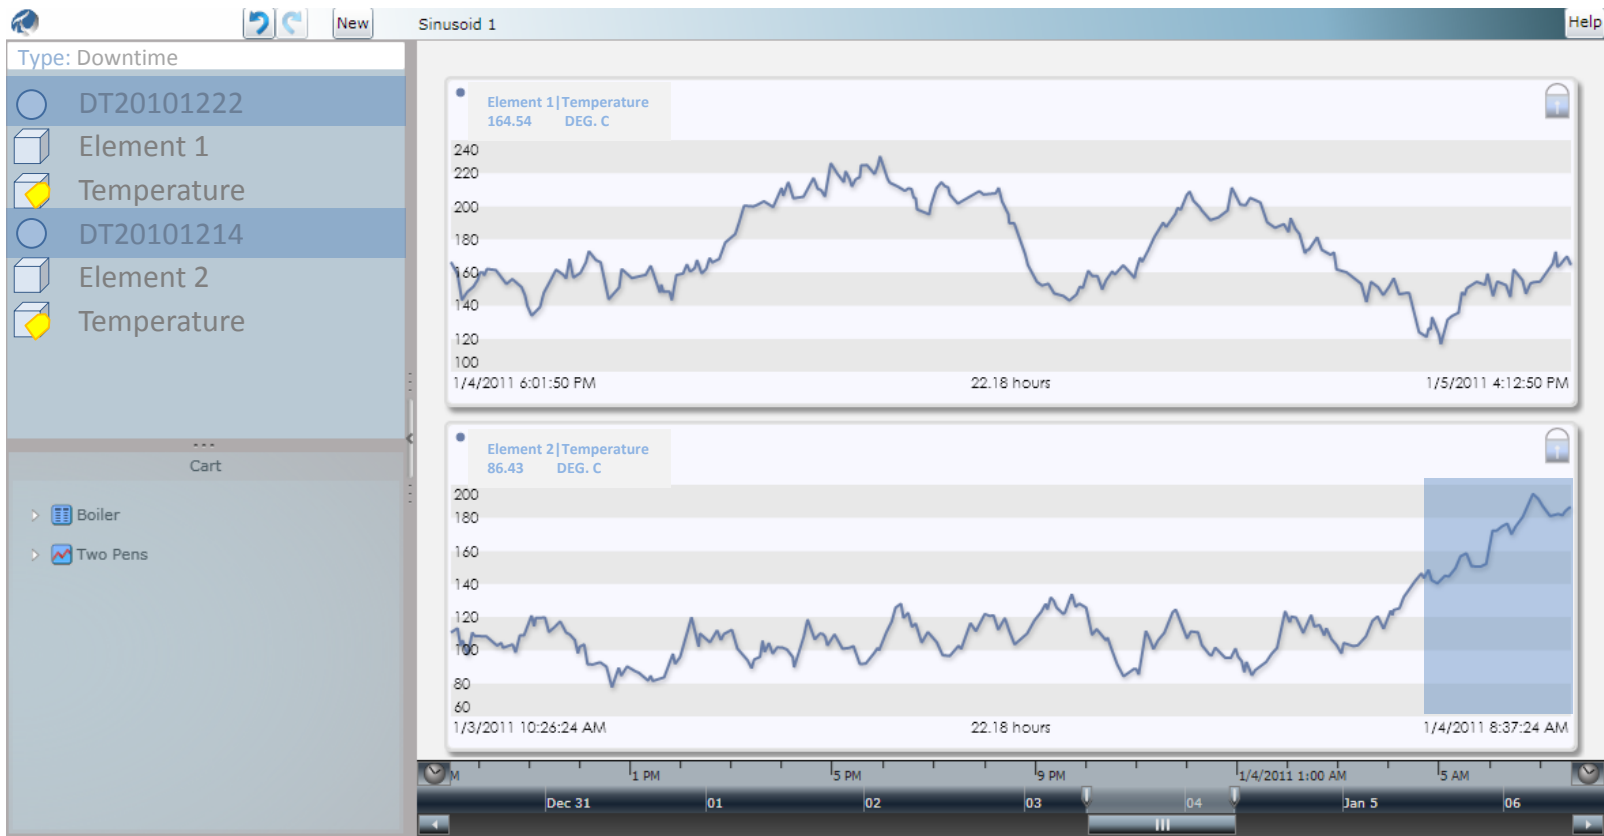 New
Sinusoid 1
Help
Type: Downtime
DT20101222
Element 1
Temperature
DT20101214
Element 2
Temperature
Cart
Boiler
Two Pens
Element 1|Temperature
164.54 DEG. C
240
220
200
180
160
140
120
100
1/4/2011 6:01:50 PM 22.18 hours 1/5/2011 4:12:50 PM
Element 2|Temperature
86.43 DEG. C
200
180
160
140
120
100
80
60
1/3/2011 10:26:24 AM 22.18 hours 1/4/2011 8:37:24 AM
M 1 PM 5 PM 9 PM 1/4/2011 1:00 AM 5 AM
Dec 31 01 02 03 04 Jan 5 06